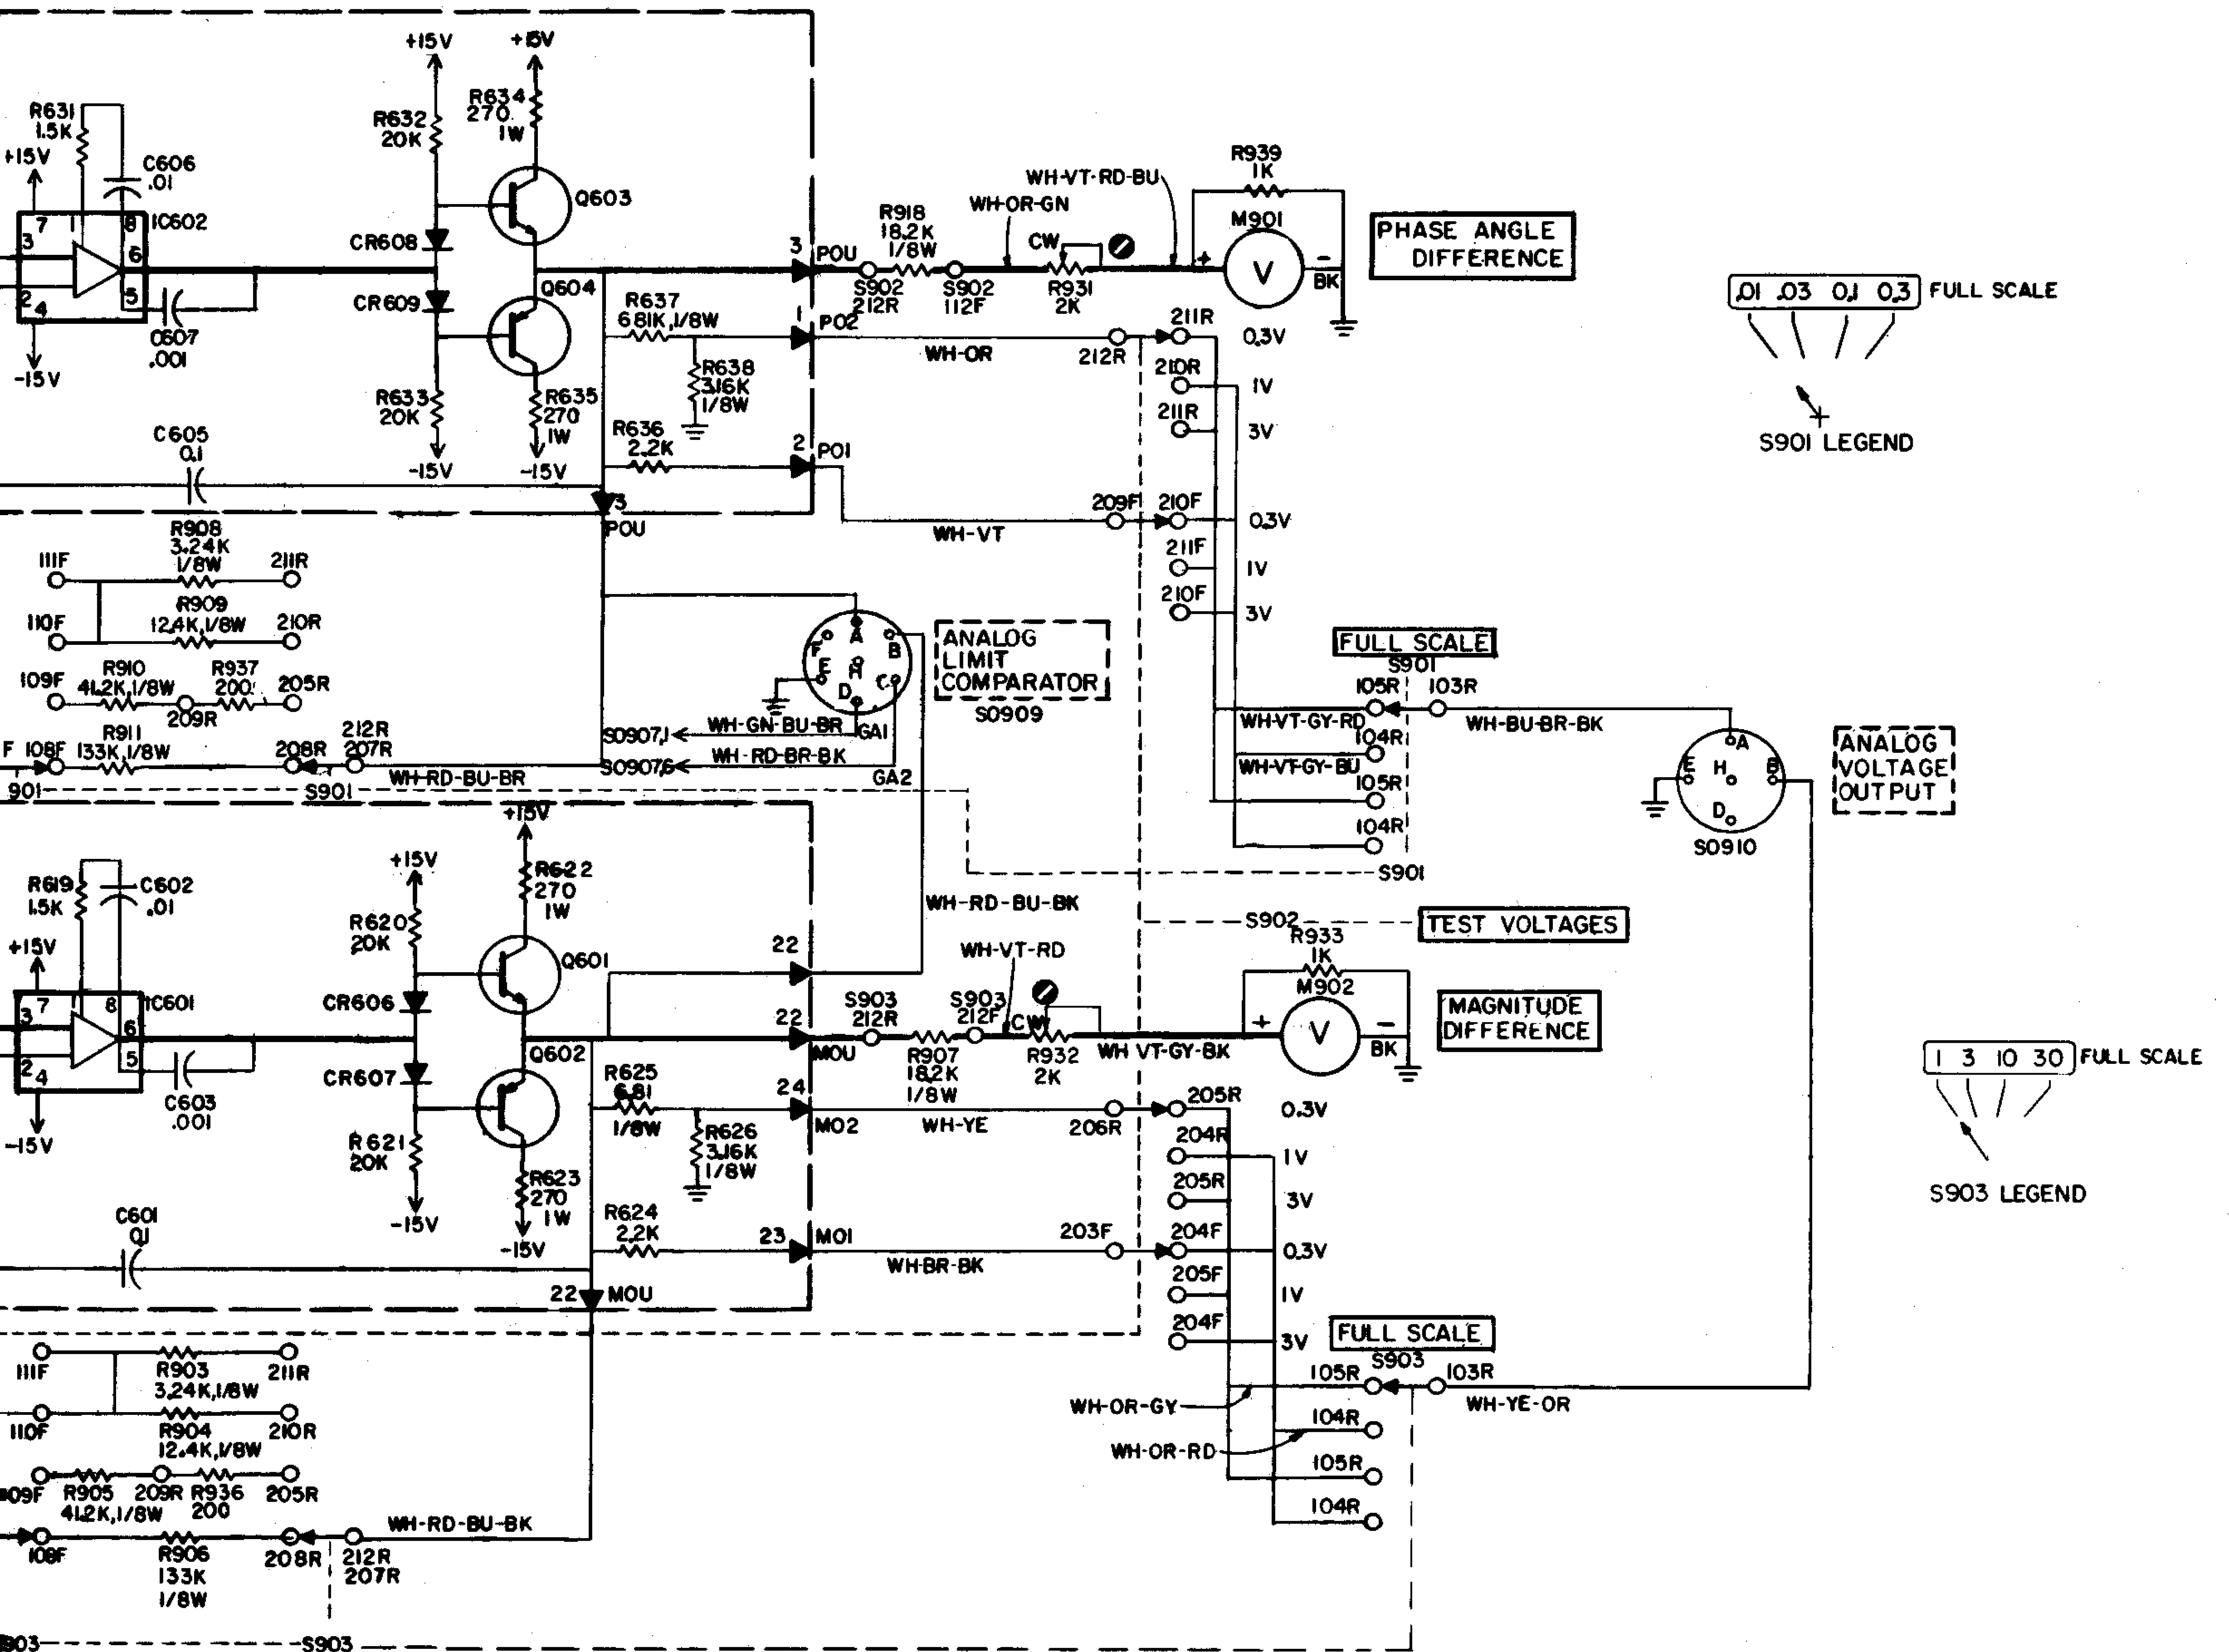 +15V
+15V
R631
1.5K
+15V
C606
.01
7
1
8
IC602
3
6
2
4
5
-15V
C607
.001
R632
20K
R634
270
1W
Q603
CR608
CR609
Q604
R633
20K
R635
270
1W
-15V
-15V
C605
0.1
R637
6.81K,1/8W
R638
3.16K
1/8W
R636
2.2K
3
POU
1
PO2
2
PO1
3
POU
S902
212R
R918
18.2K
1/8W
S902
112F
WH-OR-GN
WH-VT-RD-BU
CW
R931
2K
R939
1K
M901
+
V
-
BK
PHASE ANGLE
DIFFERENCE
.01 .03 0.1 0.3 FULL SCALE
S901 LEGEND
WH-OR
212R
211R
0.3V
210R
1V
211R
3V
WH-VT
209F
210F
0.3V
211F
1V
210F
3V
111F
R908
3.24K
1/8W
211R
110F
R909
12.4K,1/8W
210R
109F
R910
41.2K,1/8W
209R
R937
200
205R
F 108F
R911
133K,1/8W
208R
212R
207R
WH-RD-BU-BR
901
S901
F
A
B
E
H
D
C
ANALOG
LIMIT
COMPARATOR
SO909
SO907,1
WH-GN-BU-BR
GA1
SO907,6
WH-RD-BR-BK
GA2
FULL SCALE
S901
105R
103R
WH-VT-GY-RD
WH-BU-BR-BK
104R
WH-VT-GY-BU
105R
104R
S901
A
E
H
B
D
SO910
ANALOG
VOLTAGE
OUTPUT
+15V
+15V
R619
1.5K
C602
.01
+15V
7
1
8
IC601
3
6
2
4
5
-15V
C603
.001
R620
20K
R622
270
1W
Q601
CR606
CR607
Q602
R621
20K
R623
270
1W
-15V
-15V
C601
0.1
R625
6.81
1/8W
R626
3.16K
1/8W
R624
2.2K
22
22
MOU
24
MO2
23
MO1
22
MOU
WH-RD-BU-BK
S902
TEST VOLTAGES
S903
212R
R907
18.2K
1/8W
S903
212F
WH-VT-RD
CW
R932
2K
WH VT-GY-BK
R933
1K
M902
+
V
-
BK
MAGNITUDE
DIFFERENCE
1 3 10 30 FULL SCALE
S903 LEGEND
WH-YE
206R
205R
0.3V
204R
1V
205R
3V
WH-BR-BK
203F
204F
0.3V
205F
1V
204F
3V
FULL SCALE
S903
105R
103R
WH-YE-OR
WH-OR-GY
104R
WH-OR-RD
105R
104R
111F
R903
3.24K,1/8W
211R
110F
R904
12.4K,1/8W
210R
109F
R905
41.2K,1/8W
209R
R936
200
205R
108F
R906
133K
1/8W
208R
212R
207R
WH-RD-BU-BK
903
S903